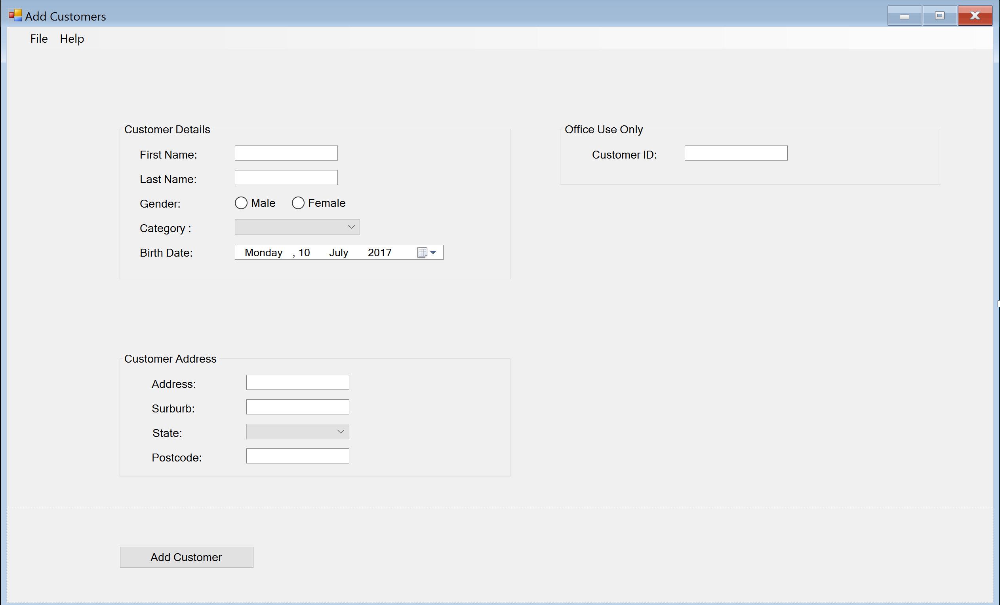 Add Customers
File Help
Customer Details
First Name:
Last Name:
Gender: Male Female
Category :
Birth Date: Monday , 10 July 2017
Office Use Only
Customer ID:
Customer Address
Address:
Surburb:
State:
Postcode:
Add Customer